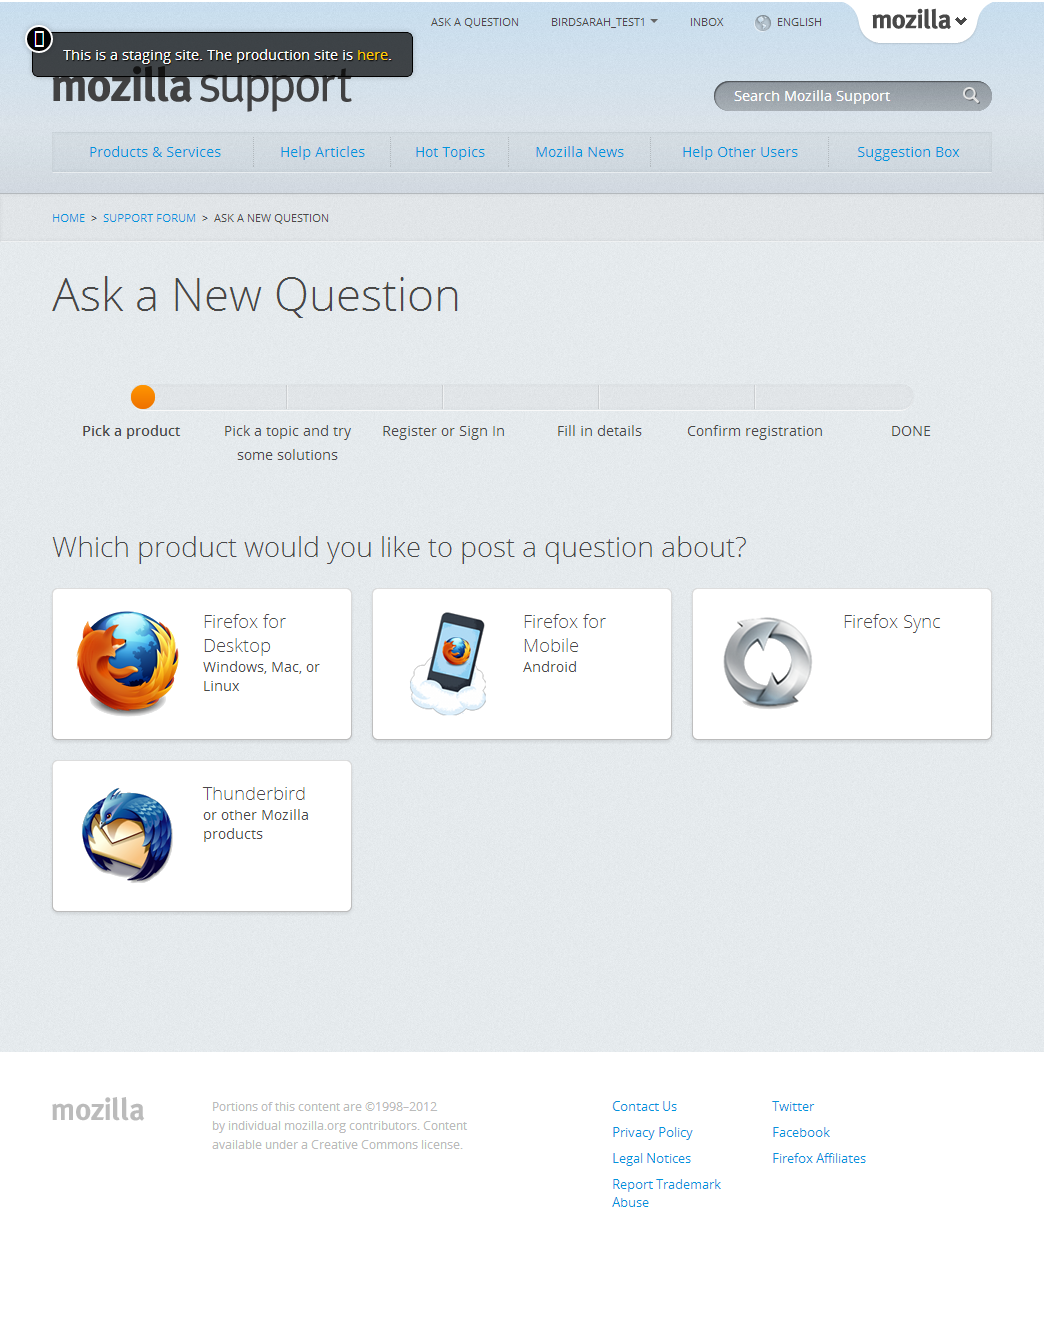 ASK A QUESTION BIRDSARAH_TEST1 INBOX ENGLISH mozilla
This is a staging site. The production site is here.
mozilla support
Search Mozilla Support
Products & Services Help Articles Hot Topics Mozilla News Help Other Users Suggestion Box
HOME > SUPPORT FORUM > ASK A NEW QUESTION
Ask a New Question
Pick a product
Pick a topic and try
some solutions
Register or Sign In
Fill in details
Confirm registration
DONE
Which product would you like to post a question about?
Firefox for
Desktop
Windows, Mac, or
Linux
Firefox for
Mobile
Android
Firefox Sync
Thunderbird
or other Mozilla
products
mozilla
Portions of this content are ©1998–2012
by individual mozilla.org contributors. Content
available under a Creative Commons license.
Contact Us
Privacy Policy
Legal Notices
Report Trademark
Abuse
Twitter
Facebook
Firefox Affiliates